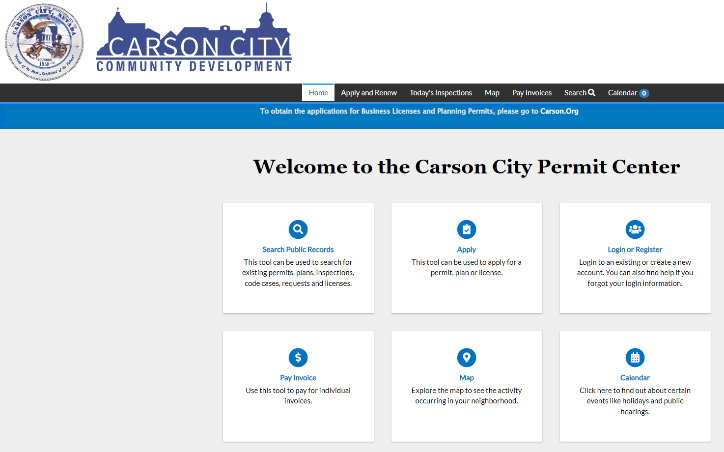 CARSON CITY
COMMUNITY DEVELOPMENT
Home Apply and Renew Today's Inspections Map Pay Invoices Search Calendar 0
To obtain the applications for Business Licenses and Planning Permits, please go to Carson.Org
Welcome to the Carson City Permit Center
Search Public Records
This tool can be used to search for
existing permits, plans, inspections,
code cases, requests and licenses.
Apply
This tool can be used to apply for a
permit, plan or license.
Login or Register
Login to an existing or create a new
account. You can also find help if you
forgot your login information.
Pay Invoice
Use this tool to pay for individual
invoices.
Map
Explore the map to see the activity
occurring in your neighborhood.
Calendar
Click here to find out about certain
events like holidays and public
hearings.